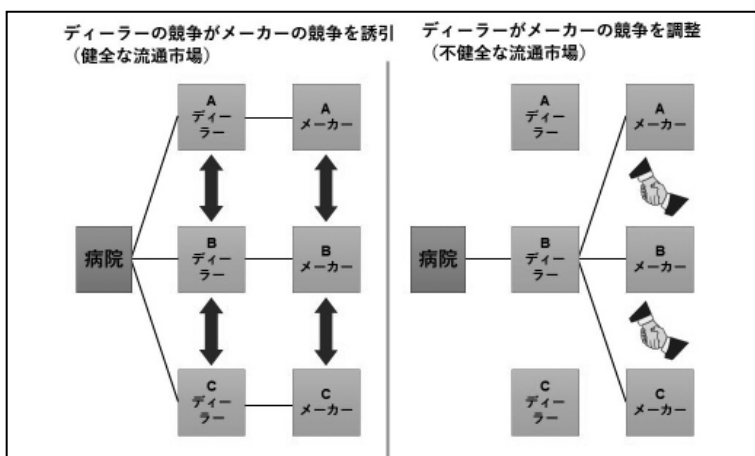 ディーラーの競争がメーカーの競争を誘引
(健全な流通市場)
A
ディー
ラー
A
メーカー
病院
B
ディー
ラー
B
メーカー
C
ディー
ラー
C
メーカー
ディーラーがメーカーの競争を調整
(不健全な流通市場)
A
ディー
ラー
A
メーカー
病院
B
ディー
ラー
B
メーカー
C
ディー
ラー
C
メーカー